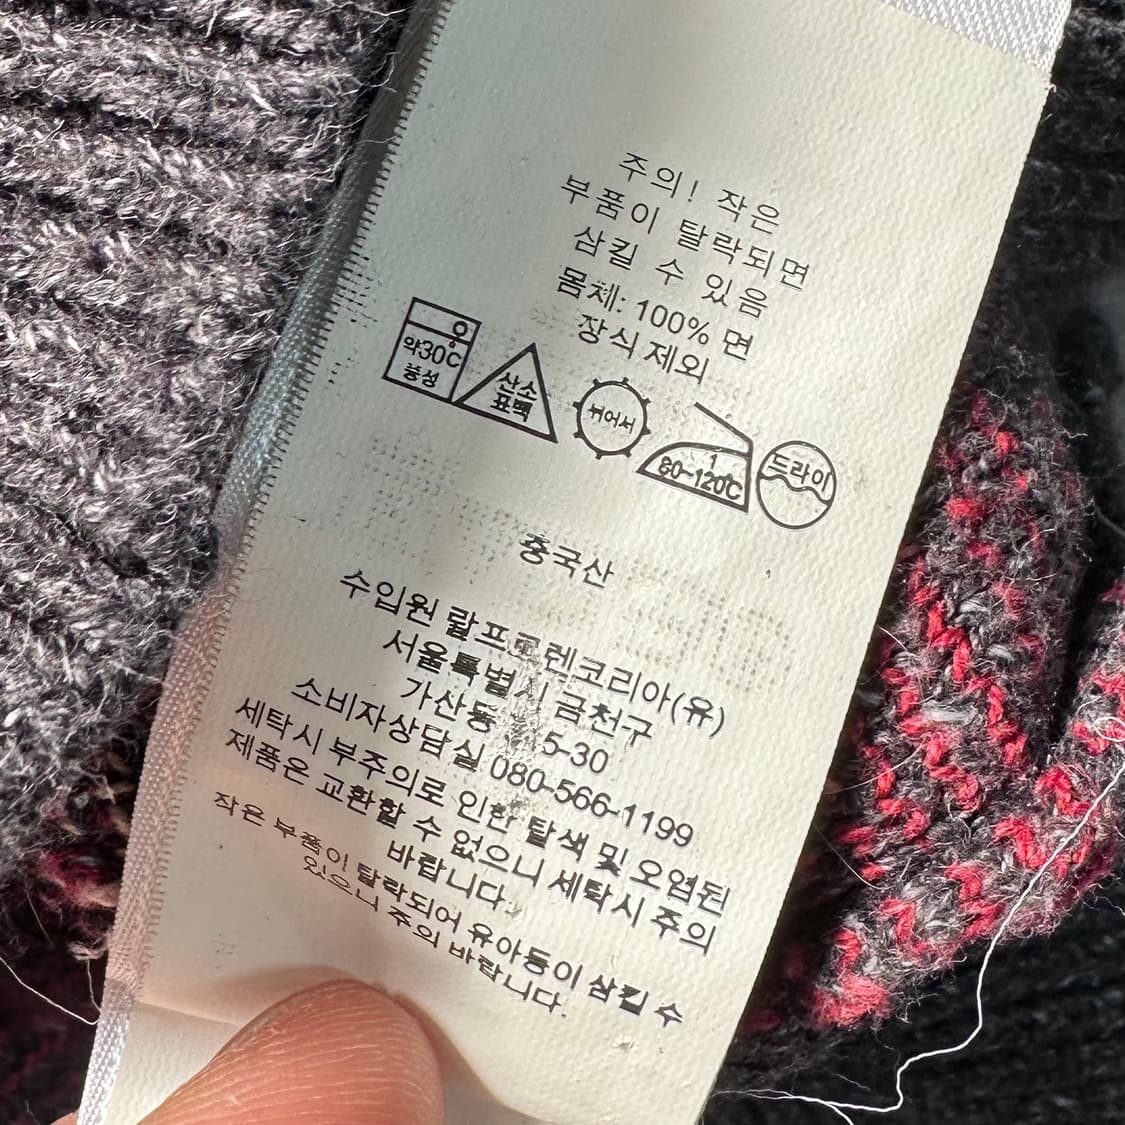 주의! 작은
부품이 탈락되면
삼킬 수 있음
몸체: 100% 면
장식 제외
약30℃
중성
산소
표백
뉘어서
80~120℃
드라이
중국산
수입원 랄프 렌코리아(유)
서울특별시 금천구
가산동 5-30
소비자상담실 080-566-1199
세탁시 부주의로 인한 탈색 및 오염된
제품은 교환할 수 없으니 세탁시 주의
바랍니다.
작은 부품이 탈락되어 유아동이 삼킬 수
있으니 주의 바랍니다.